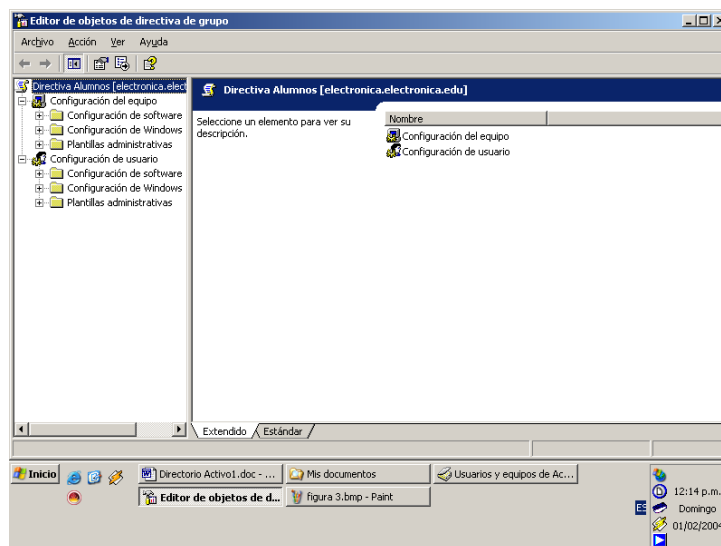 Editor de objetos de directiva de grupo
Archivo Acción Ver Ayuda
Directiva Alumnos [electronica.elect
Configuración del equipo
Configuración de software
Configuración de Windows
Plantillas administrativas
Configuración de usuario
Configuración de software
Configuración de Windows
Plantillas administrativas
Directiva Alumnos [electronica.electronica.edu]
Seleccione un elemento para ver su
descripción.
Nombre
Configuración del equipo
Configuración de usuario
Extendido Estándar
Inicio
Directorio Activo1.doc - ...
Mis documentos
Usuarios y equipos de Ac...
Editor de objetos de d...
figura 3.bmp - Paint
ES
12:14 p.m.
Domingo
01/02/2004